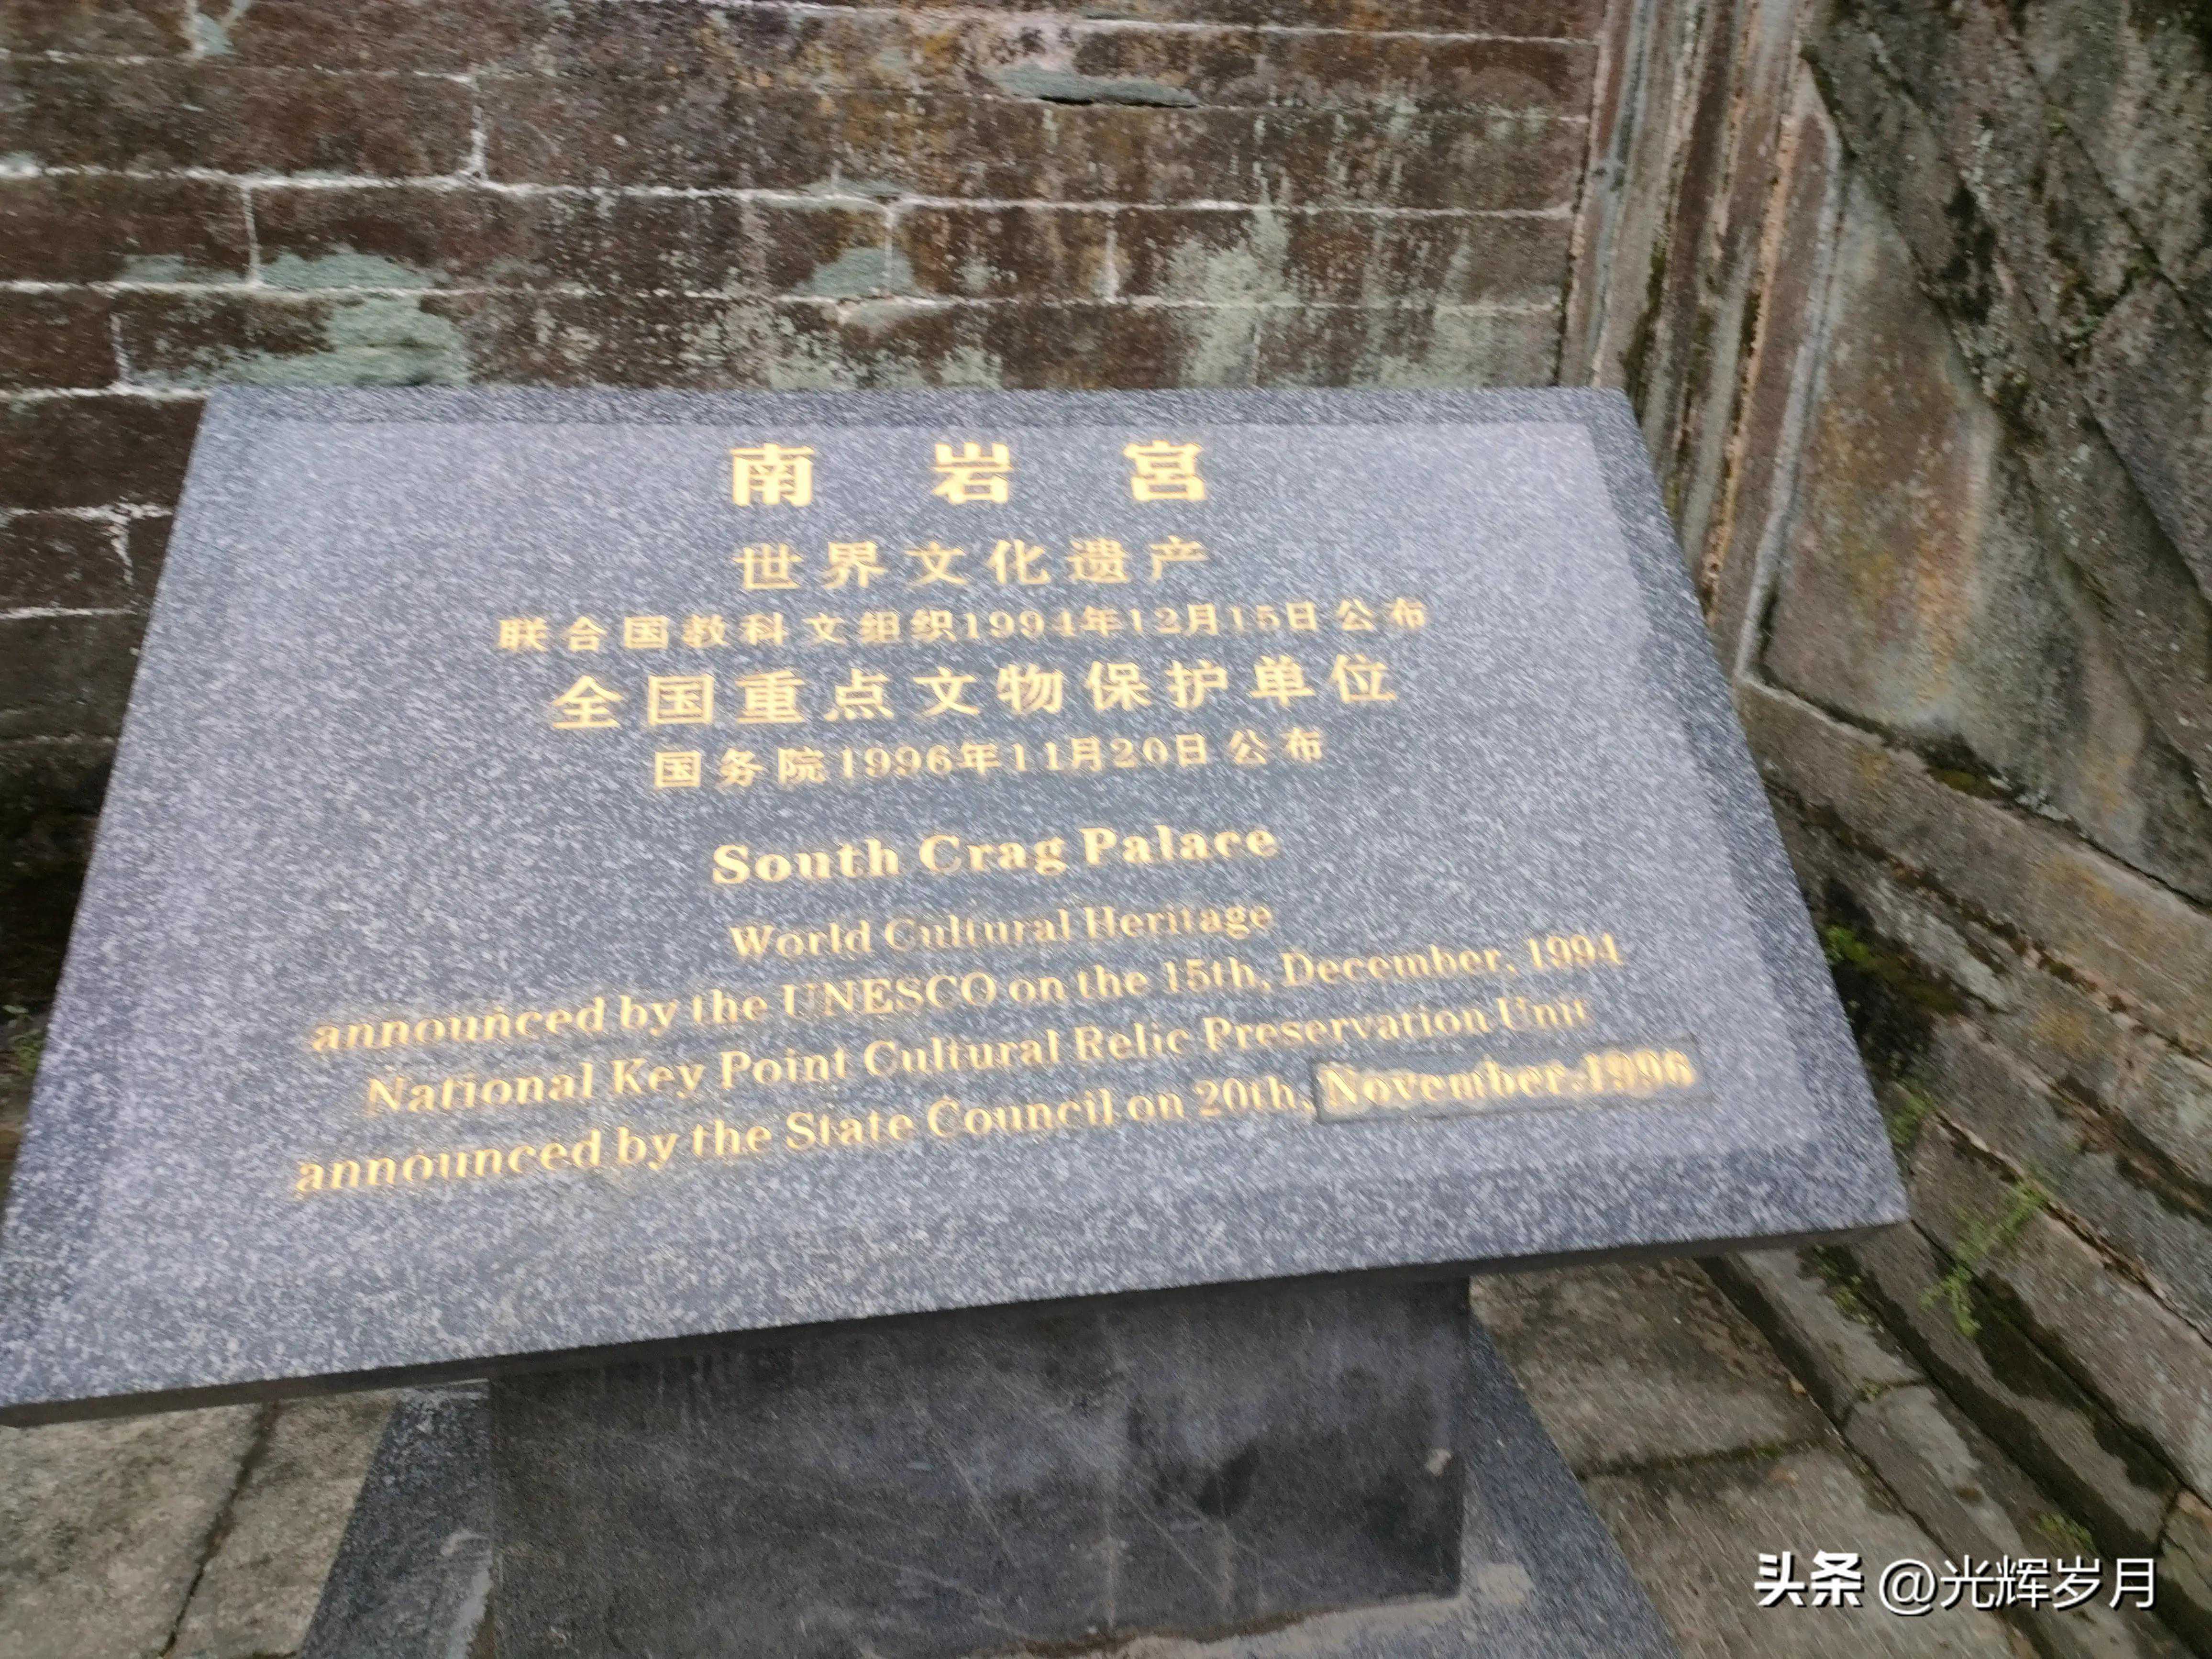 南岩宫
世界文化遗产
联合国教科文组织1994年12月15日公布
全国重点文物保护单位
国务院1996年11月20日公布
South Crag Palace
World Cultural Heritage
announced by the UNESCO on the 15th, December, 1994
National Key Point Cultural Relic Preservation Unit
announced by the State Council on 20th, November, 1996
头条 @光辉岁月